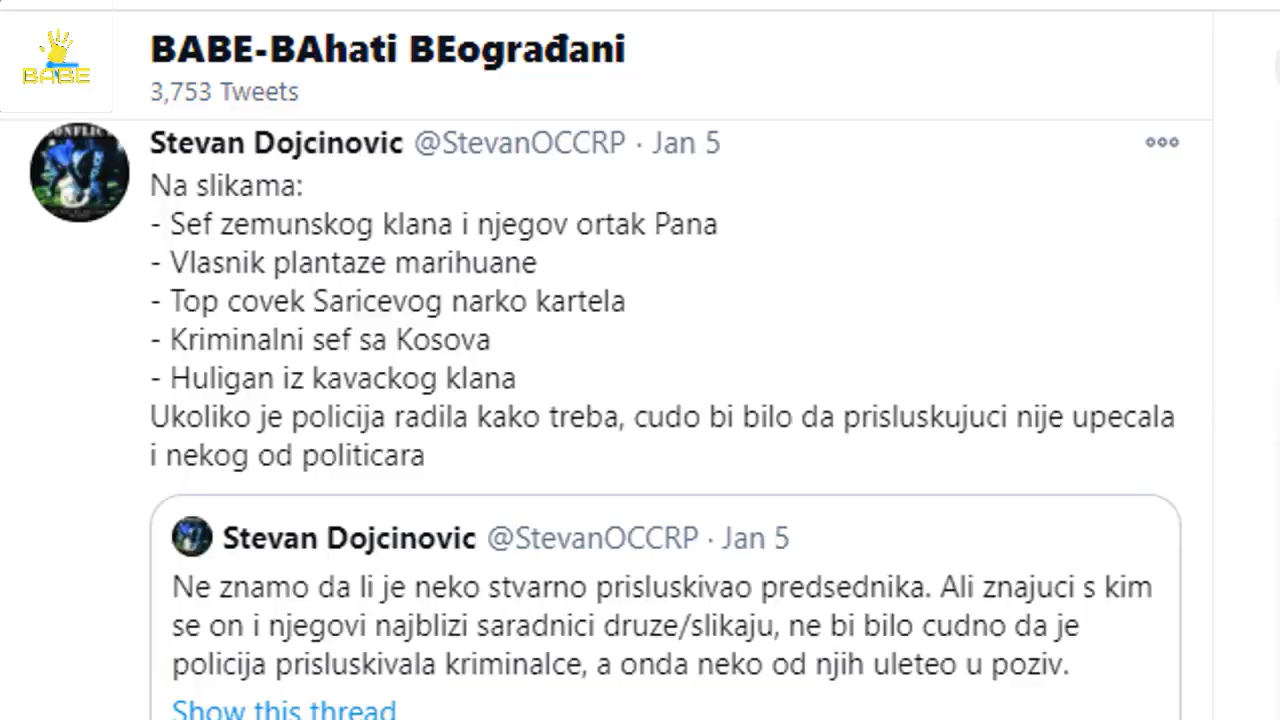 BABE
BABE-BAhati BEograđani
3,753 Tweets
Stevan Dojcinovic @StevanOCCRP · Jan 5
Na slikama:
- Sef zemunskog klana i njegov ortak Pana
- Vlasnik plantaze marihuane
- Top covek Saricevog narko kartela
- Kriminalni sef sa Kosova
- Huligan iz kavackog klana
Ukoliko je policija radila kako treba, cudo bi bilo da prisluskujuci nije upecala
i nekog od politicara
Stevan Dojcinovic @StevanOCCRP · Jan 5
Ne znamo da li je neko stvarno prisluskivao predsednika. Ali znajuci s kim
se on i njegovi najblizi saradnici druze/slikaju, ne bi bilo cudno da je
policija prisluskivala kriminalce, a onda neko od njih uleteo u poziv.
Show this thread